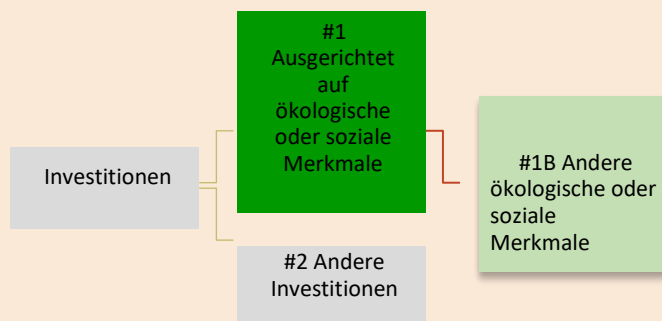 Investitionen
#1
Ausgerichtet
auf
ökologische
oder soziale
Merkmale
#2 Andere
Investitionen
#1B Andere
ökologische oder
soziale
Merkmale